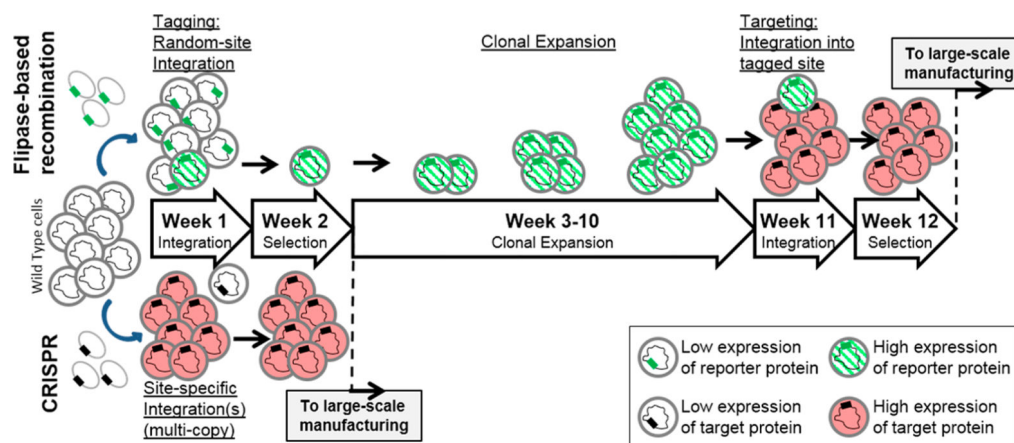 Flipase-based
recombination
Tagging:
Random-site
Integration
Clonal Expansion
Targeting:
Integration into
tagged site
To large-scale
manufacturing
Wild Type cells
Week 1
Integration
Week 2
Selection
Week 3-10
Clonal Expansion
Week 11
Integration
Week 12
Selection
CRISPR
Site-specific
Integration(s)
(multi-copy)
To large-scale
manufacturing
Low expression
of reporter protein
High expression
of reporter protein
Low expression
of target protein
High expression
of target protein